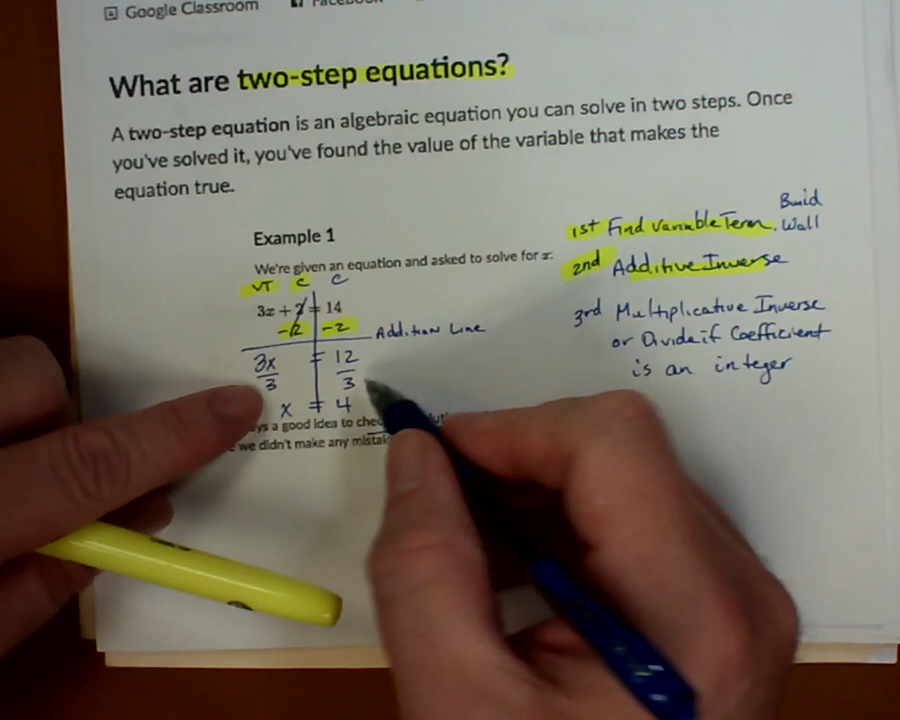 Google Classroom
What are two-step equations?
A two-step equation is an algebraic equation you can solve in two steps. Once
you've solved it, you've found the value of the variable that makes the
equation true.
Example 1
We're given an equation and asked to solve for x.
VT C C
3x + 2 = 14
-2 -2 Addition Line
3x = 12
3 3
x = 4
a good idea to
we didn't make any
Build
1st Find Variable Term. Wall
2nd Additive Inverse
3rd Multiplicative Inverse
or Divide if Coefficient
is an integer